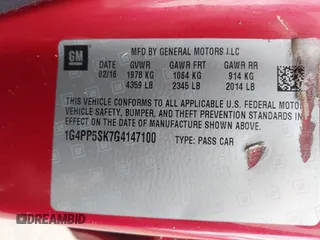 GM
MFD BY GENERAL MOTORS LLC
DATE GVWR GAWR FRT GAWR RR
02/16 1978 KG 1064 KG 914 KG
4359 LB 2345 LB 2014 LB
THIS VEHICLE CONFORMS TO ALL APPLICABLE U.S. FEDERAL MOTOR
VEHICLE SAFETY, BUMPER, AND THEFT PREVENTION STANDARDS IN
EFFECT ON THE DATE OF MANUFACTURE SHOWN ABOVE.
1G4PP5SK7G4147100 TYPE: PASS CAR
DREAMBID